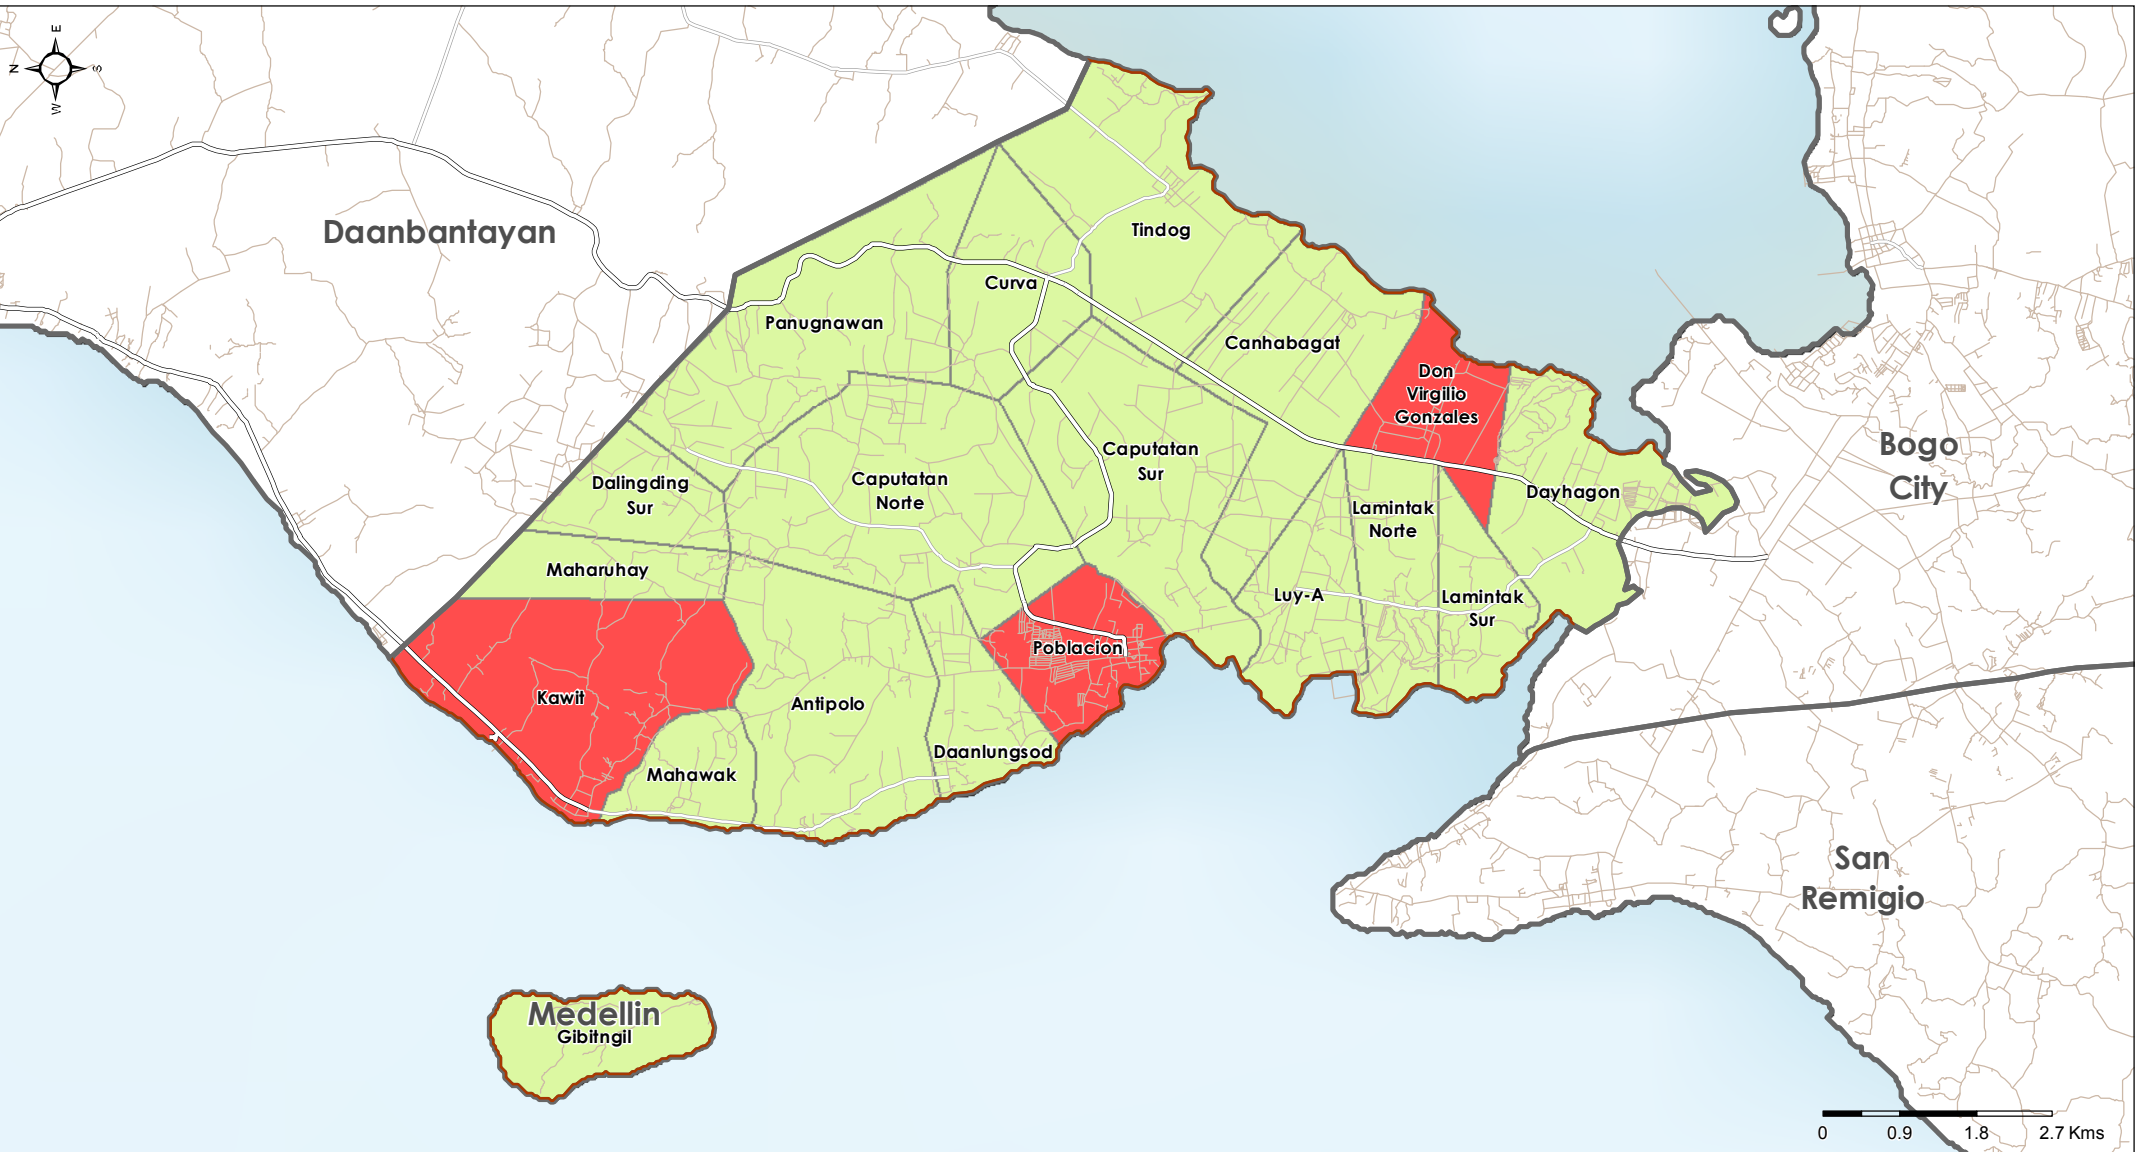 E
N
S
W
Daanbantayan
Tindog
Curva
Panugnawan
Canhabagat
Don
Virgilio
Gonzales
Bogo
City
Caputatan
Sur
Caputatan
Norte
Dalingding
Sur
Dayhagon
Lamintak
Norte
Maharuhay
Luy-A
Lamintak
Sur
Poblacion
Kawit
Antipolo
Daanlungsod
Mahawak
San
Remigio
Medellin
Gibitngil
0 0.9 1.8 2.7 Kms